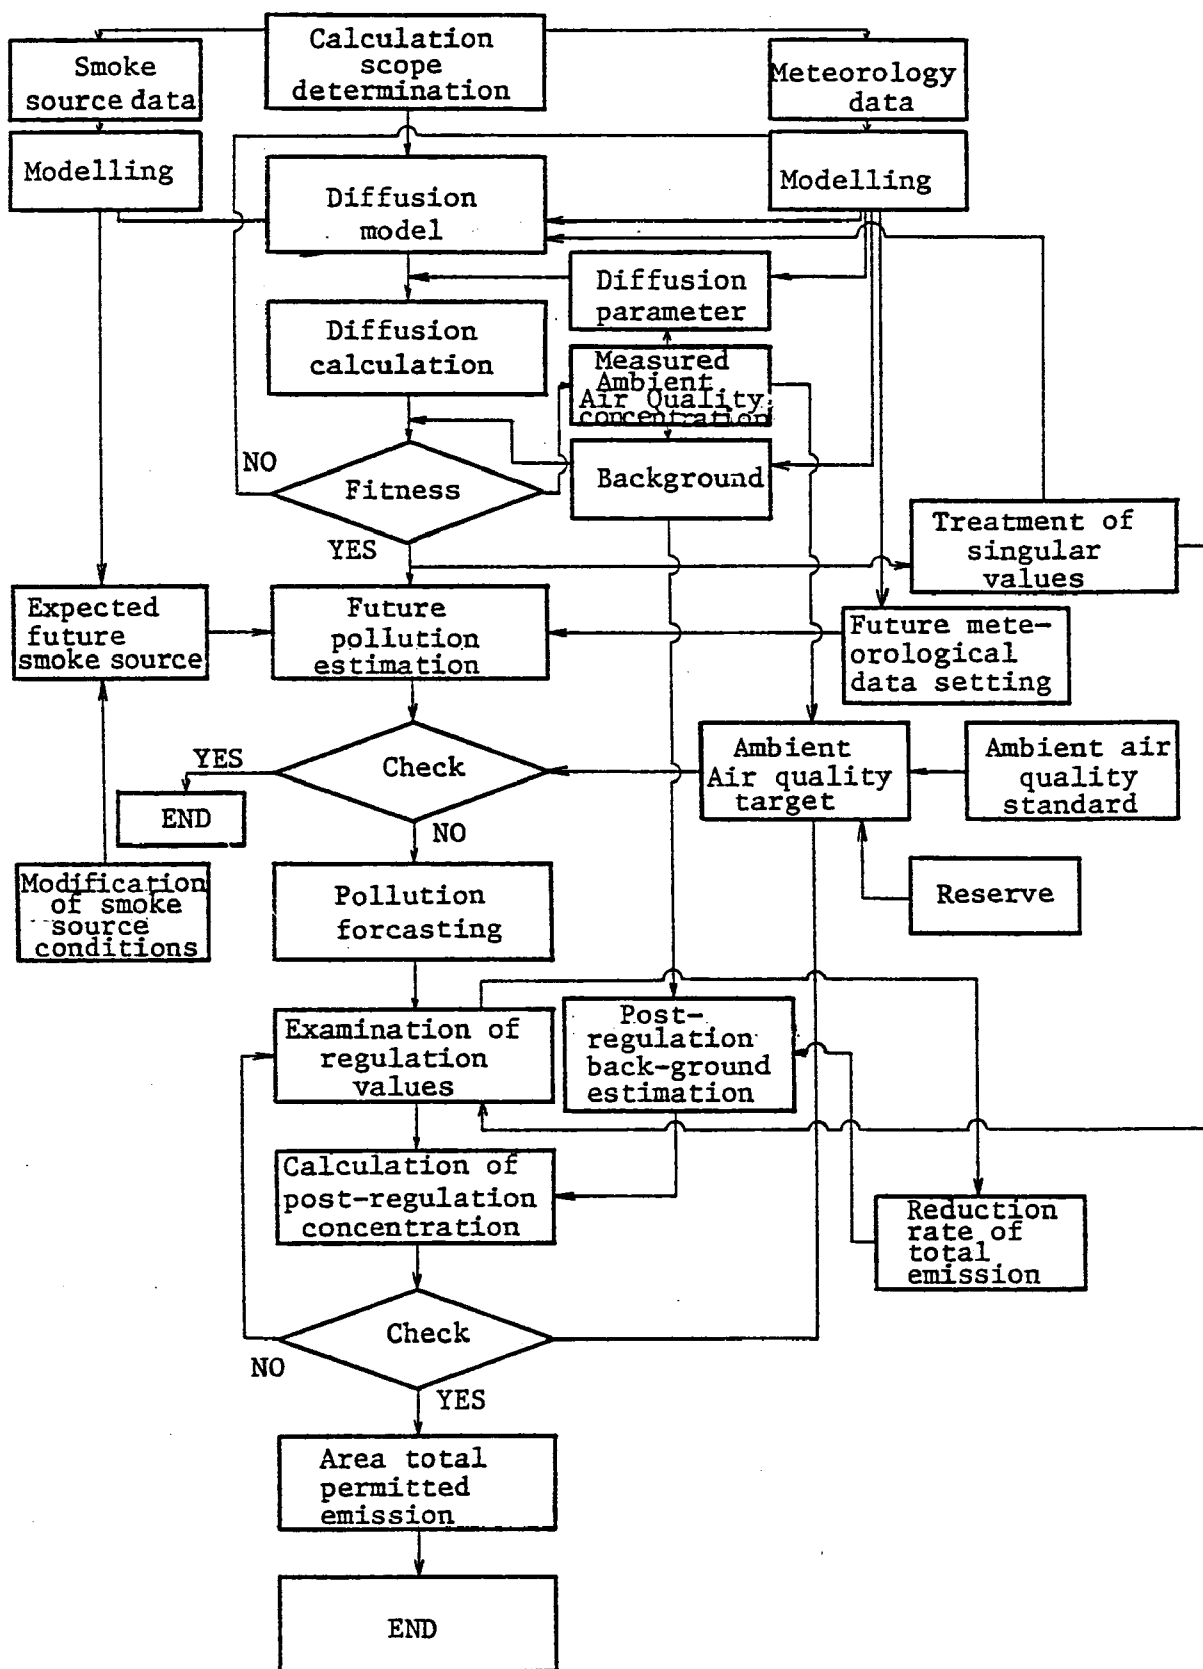 Calculation
scope
determination
Smoke
source data
Meteorology
data
Modelling
Modelling
Diffusion
model
Diffusion
parameter
Diffusion
calculation
Measured
Ambient
Air Quality
concentration
NO
Fitness
Background
YES
Treatment of
singular
values
Expected
future
smoke source
Future
pollution
estimation
Future mete-
orological
data setting
YES
Check
Ambient
Air quality
target
Ambient air
quality
standard
END
NO
Modification
of smoke
source
conditions
Pollution
forcasting
Reserve
Examination of
regulation
values
Post-
regulation
back-ground
estimation
Calculation of
post-regulation
concentration
Reduction
rate of
total
emission
Check
NO
YES
Area total
permitted
emission
END